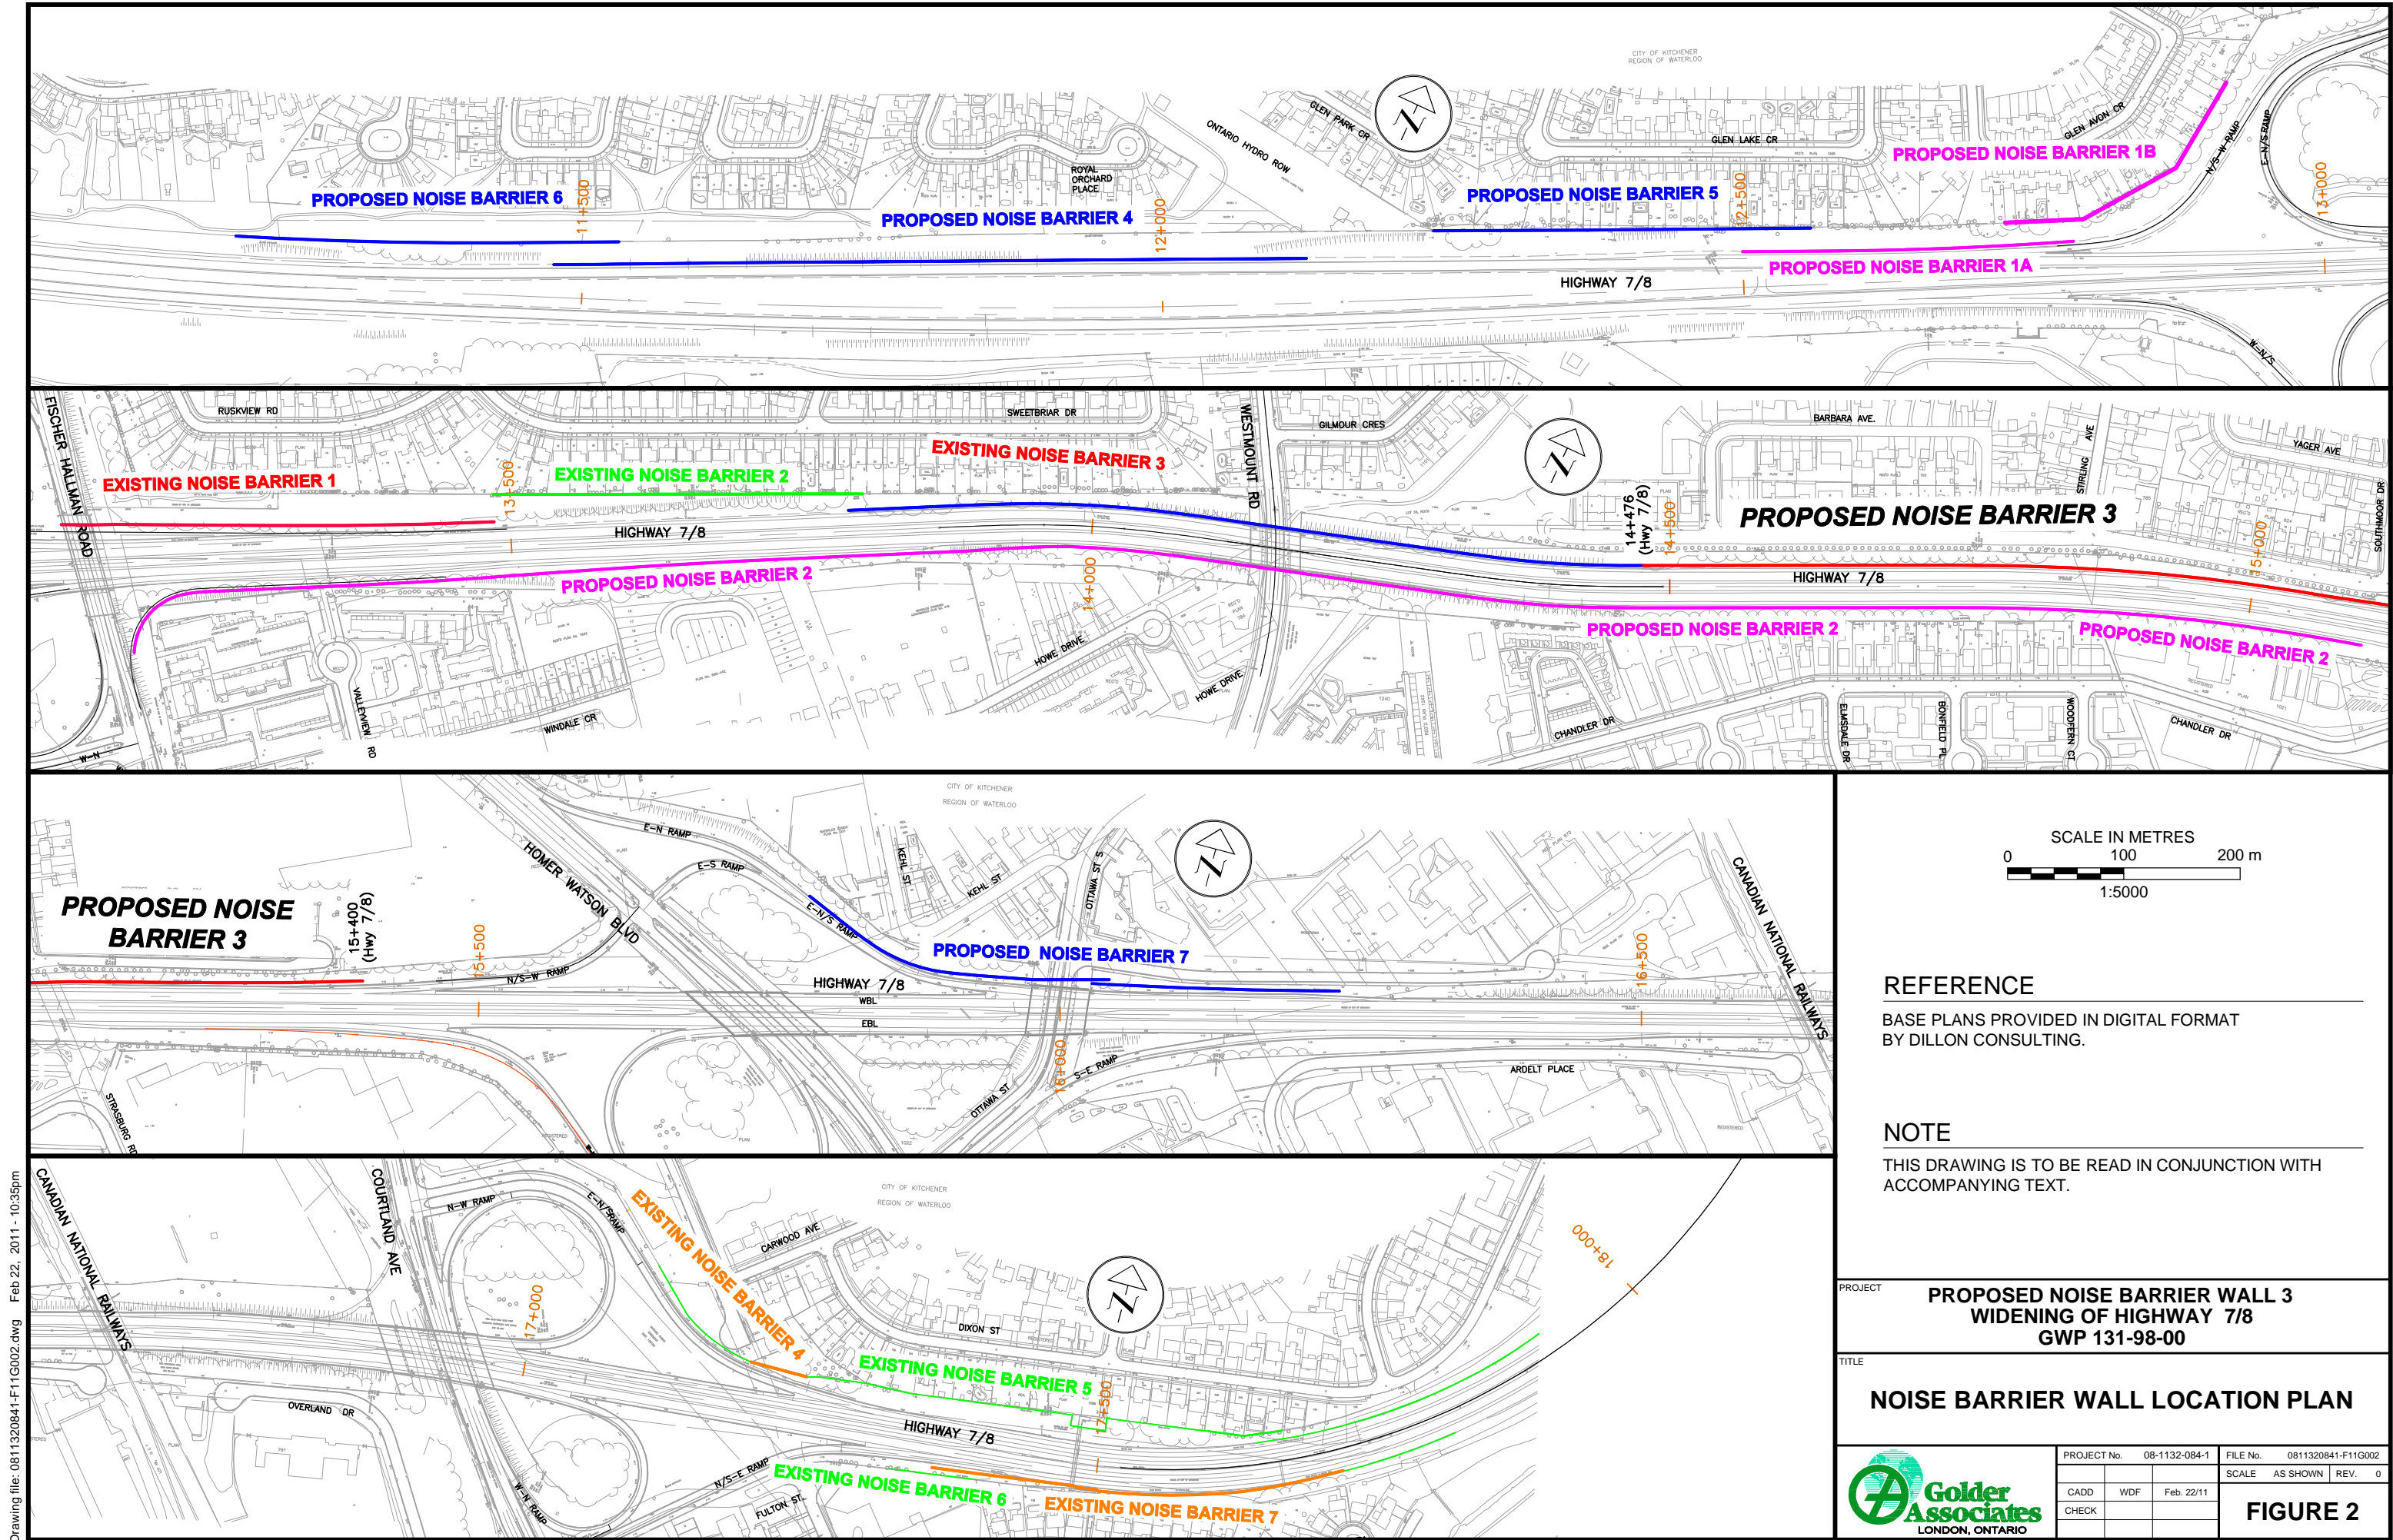 CITY OF KITCHENER
REGION OF WATERLOO
GLEN PARK CR
ONTARIO HYDRO ROW
GLEN LAKE CR
GLEN AVON CR
PROPOSED NOISE BARRIER 1B
N/S-W RAMP
E-N/S RAMP
ROYAL
ORCHARD
PLACE
PROPOSED NOISE BARRIER 6
11+500
PROPOSED NOISE BARRIER 4
12+000
PROPOSED NOISE BARRIER 5
12+500
13+000
PROPOSED NOISE BARRIER 1A
HIGHWAY 7/8
W-N/S
FISCHER HALLMAN ROAD
RUSKVIEW RD
SWEETBRIAR DR
WESTMOUNT RD
GILMOUR CRES
BARBARA AVE.
STIRLING AVE
YAGER AVE
SOUTHMOOR DR
EXISTING NOISE BARRIER 1
13+500
EXISTING NOISE BARRIER 2
EXISTING NOISE BARRIER 3
14+476
(Hwy 7/8)
14+500
PROPOSED NOISE BARRIER 3
15+000
HIGHWAY 7/8
HIGHWAY 7/8
PROPOSED NOISE BARRIER 2
14+000
PROPOSED NOISE BARRIER 2
PROPOSED NOISE BARRIER 2
HOWE DRIVE
HOWE DRIVE
VALLEYVIEW RD
WINDALE CR
CHANDLER DR
ELMSDALE DR
BONFIELD PL
WOODFERN CT
CHANDLER DR
W-N
CITY OF KITCHENER
REGION OF WATERLOO
E-N RAMP
HOMER WATSON BLVD
E-S RAMP
KEHL ST
KEHL ST
OTTAWA ST S
CANADIAN NATIONAL RAILWAYS
PROPOSED NOISE
BARRIER 3
15+400
(Hwy 7/8)
15+500
E-N/S RAMP
PROPOSED NOISE BARRIER 7
16+500
N/S-W RAMP
HIGHWAY 7/8
WBL
EBL
16+000
S-E RAMP
OTTAWA ST
ARDELT PLACE
STRASBURG RD
SCALE IN METRES
0 100 200 m
1:5000
REFERENCE
BASE PLANS PROVIDED IN DIGITAL FORMAT
BY DILLON CONSULTING.
NOTE
THIS DRAWING IS TO BE READ IN CONJUNCTION WITH
ACCOMPANYING TEXT.
CANADIAN NATIONAL RAILWAYS
COURTLAND AVE
N-W RAMP
E-N/S RAMP
CITY OF KITCHENER
REGION OF WATERLOO
EXISTING NOISE BARRIER 4
CARWOOD AVE
18+000
17+000
DIXON ST
EXISTING NOISE BARRIER 5
17+500
OVERLAND DR
HIGHWAY 7/8
N/S-E RAMP
EXISTING NOISE BARRIER 6
EXISTING NOISE BARRIER 7
W-N RAMP
FULTON ST.
PROJECT
PROPOSED NOISE BARRIER WALL 3
WIDENING OF HIGHWAY 7/8
GWP 131-98-00
TITLE
NOISE BARRIER WALL LOCATION PLAN
Golder
Associates
LONDON, ONTARIO
PROJECT No. 08-1132-084-1 FILE No. 0811320841-F11G002
SCALE AS SHOWN REV. 0
CADD WDF Feb. 22/11
CHECK
FIGURE 2
Drawing file: 0811320841-F11G002.dwg Feb 22, 2011 - 10:35pm